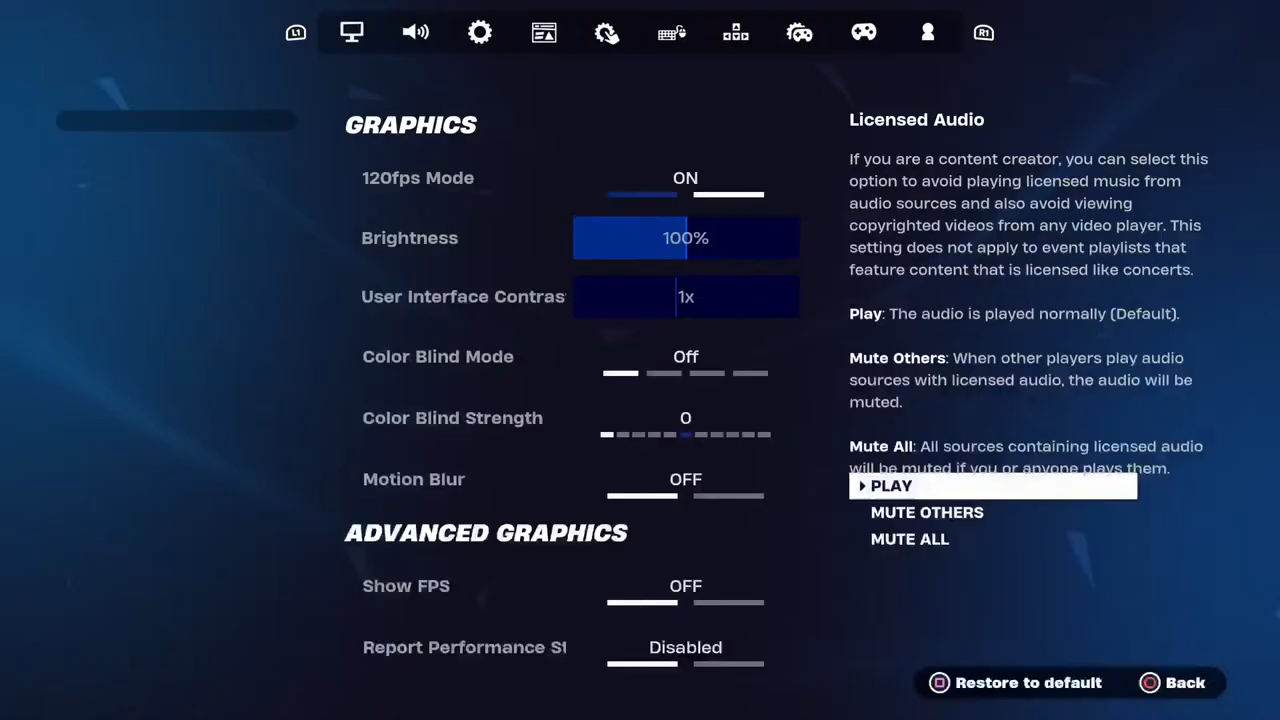 L1
R1
GRAPHICS
120fps Mode ON
Brightness 100%
User Interface Contras 1x
Color Blind Mode Off
Color Blind Strength 0
Motion Blur OFF
ADVANCED GRAPHICS
Show FPS OFF
Report Performance St Disabled
Licensed Audio
If you are a content creator, you can select this
option to avoid playing licensed music from
audio sources and also avoid viewing
copyrighted videos from any video player. This
setting does not apply to event playlists that
feature content that is licensed like concerts.
Play: The audio is played normally (Default).
Mute Others: When other players play audio
sources with licensed audio, the audio will be
muted.
Mute All: All sources containing licensed audio
will be muted if you or anyone plays them.
PLAY
MUTE OTHERS
MUTE ALL
Restore to default Back